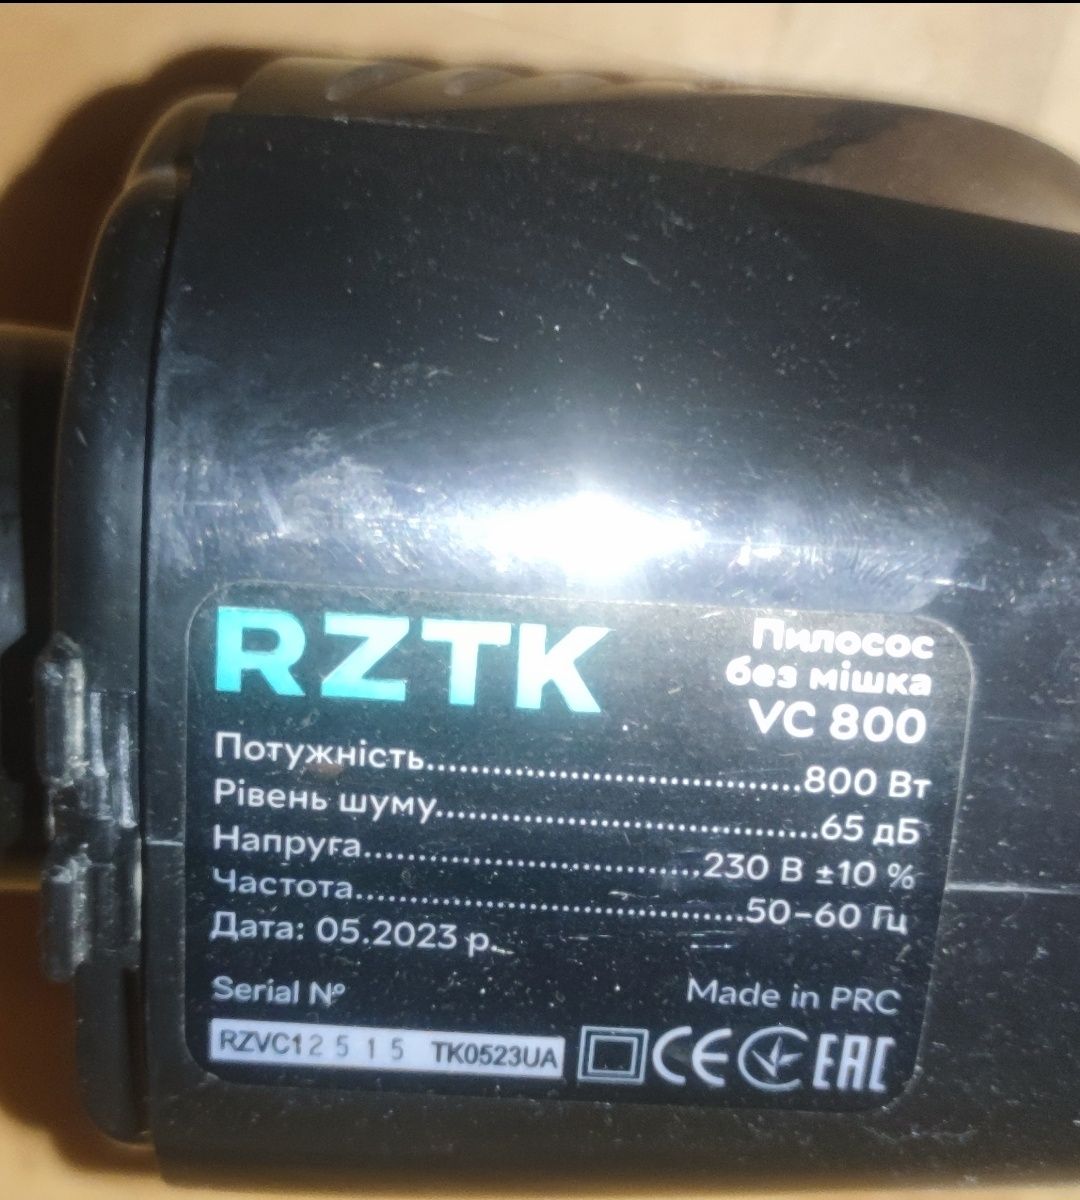 RZTK
Пилосос
без мішка
VC 800
Потужність......................................800 Вт
Рівень шуму......................................65 дБ
Напруга..................................230 В ±10 %
Частота.......................................50–60 Гц
Дата: 05.2023 р.
Serial №
Made in PRC
RZVC12515 TK0523UA
CE
EAC